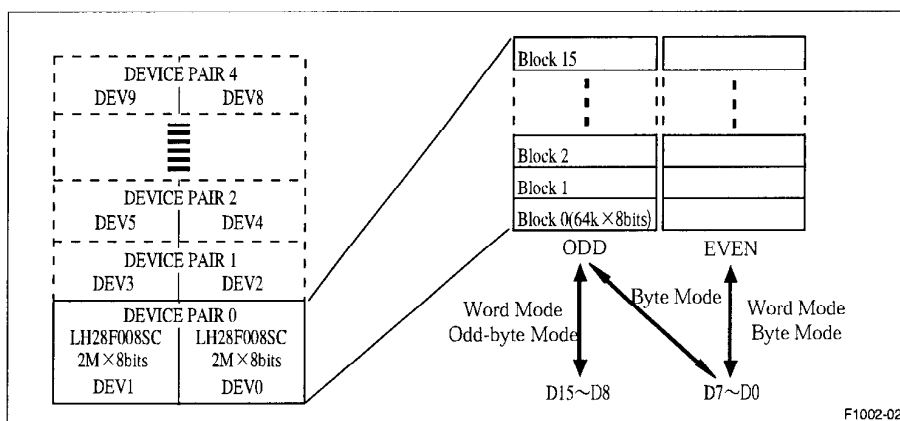 DEVICE PAIR 4
DEV9 DEV8
DEVICE PAIR 2
DEV5 DEV4
DEVICE PAIR 1
DEV3 DEV2
DEVICE PAIR 0
LH28F008SC LH28F008SC
2M×8bits 2M×8bits
DEV1 DEV0
Block 15
Block 2
Block 1
Block 0(64k×8bits)
ODD EVEN
Word Mode
Odd-byte Mode
Byte Mode
Word Mode
Byte Mode
D15~D8 D7~D0
F1002-02